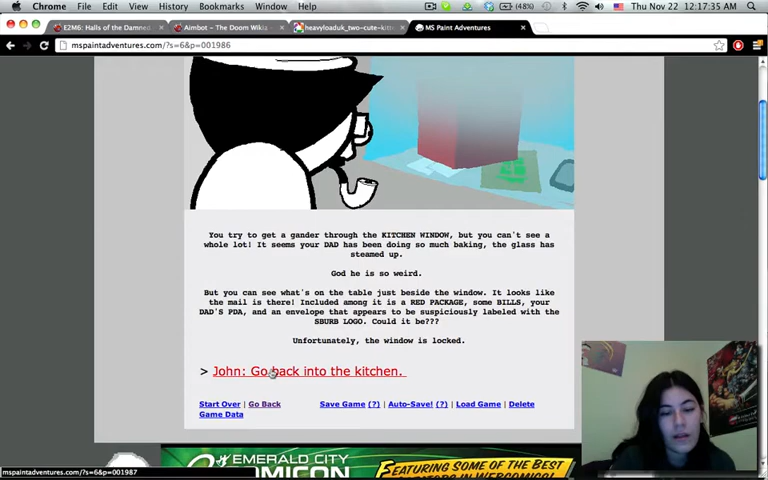 Chrome File Edit View History Bookmarks Window Help (48%) Thu Nov 22 12:17:35 AM
E2M6: Halls of the Damned Aimbot - The Doom Wiki heavyloaduk_two-cute-kitt MS Paint Adventures
mspaintadventures.com/?s=6&p=001986
You try to get a gander through the KITCHEN WINDOW, but you can't see a
whole lot! It seems your DAD has been doing so much baking, the glass has
steamed up.
God he is so weird.
But you can see what's on the table just beside the window. It looks like
the mail is there! Included among it is a RED PACKAGE, some BILLS, your
DAD'S PDA, and an envelope that appears to be suspiciously labeled with the
SBURB LOGO. Could it be???
Unfortunately, the window is locked.
> John: Go back into the kitchen.
Start Over | Go Back Save Game (?) | Auto-Save! (?) | Load Game | Delete
Game Data
EMERALD CITY
COMICON
FEATURING SOME OF THE BEST
mspaintadventures.com/?s=6&p=001987